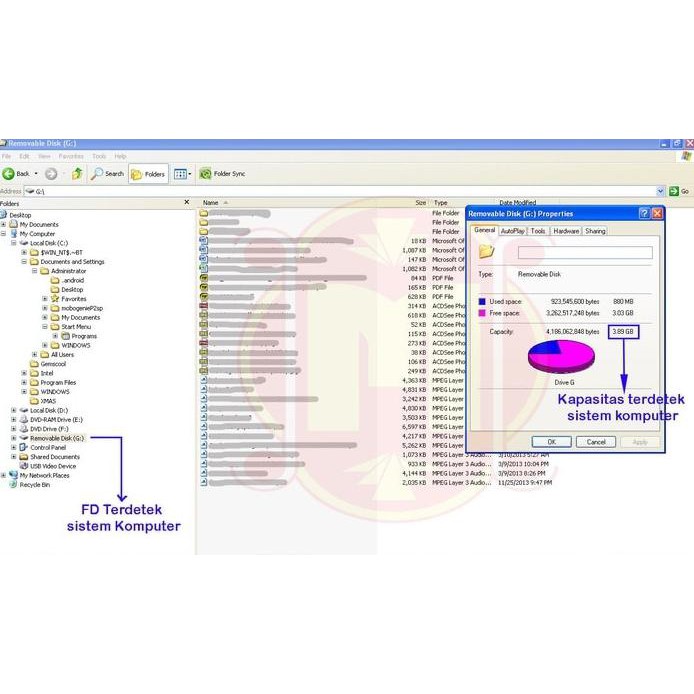 Removable Disk (G:)
File Edit View Favorites Tools Help
Back Search Folders Folder Sync
Address G:\ Go
Folders
Desktop
My Documents
My Computer
Local Disk (C:)
$WIN_NT$.~BT
Documents and Settings
Administrator
.android
Desktop
Favorites
mobogenieP2sp
My Documents
Start Menu
Programs
WINDOWS
All Users
Gemscool
Intel
Program Files
WINDOWS
XMAS
Local Disk (D:)
DVD-RAM Drive (E:)
DVD Drive (F:)
Removable Disk (G:)
Control Panel
Shared Documents
USB Video Device
My Network Places
Recycle Bin
FD Terdetek
sistem Komputer
Name Size Type Date Modified
File Folder
File Folder
File Folder
18 KB Microsoft Of
1,087 KB Microsoft Of
147 KB Microsoft Of
1,082 KB Microsoft Of
84 KB PDF File
165 KB PDF File
628 KB PDF File
314 KB ACDSee Pho
618 KB ACDSee Pho
52 KB ACDSee Pho
115 KB ACDSee Pho
273 KB ACDSee Pho
38 KB ACDSee Pho
106 KB ACDSee Pho
249 KB ACDSee Pho
4,363 KB MPEG Layer
4,831 KB MPEG Layer
3,242 KB MPEG Layer
4,830 KB MPEG Layer
3,503 KB MPEG Layer
6,597 KB MPEG Layer
4,217 KB MPEG Layer
5,262 KB MPEG Layer
1,073 KB MPEG Layer 3 Audio... 3/10/2013 5:27 AM
933 KB MPEG Layer 3 Audio... 3/9/2013 10:04 PM
4,144 KB MPEG Layer 3 Audio... 3/9/2013 8:26 PM
2,035 KB MPEG Layer 3 Audio... 11/25/2013 9:47 PM
Removable Disk (G:) Properties
General AutoPlay Tools Hardware Sharing
Type: Removable Disk
Used space: 923,545,600 bytes 880 MB
Free space: 3,262,517,248 bytes 3.03 GB
Capacity: 4,186,062,848 bytes 3.89 GB
Drive G
Kapasitas terdetek
sistem komputer
OK Cancel Apply